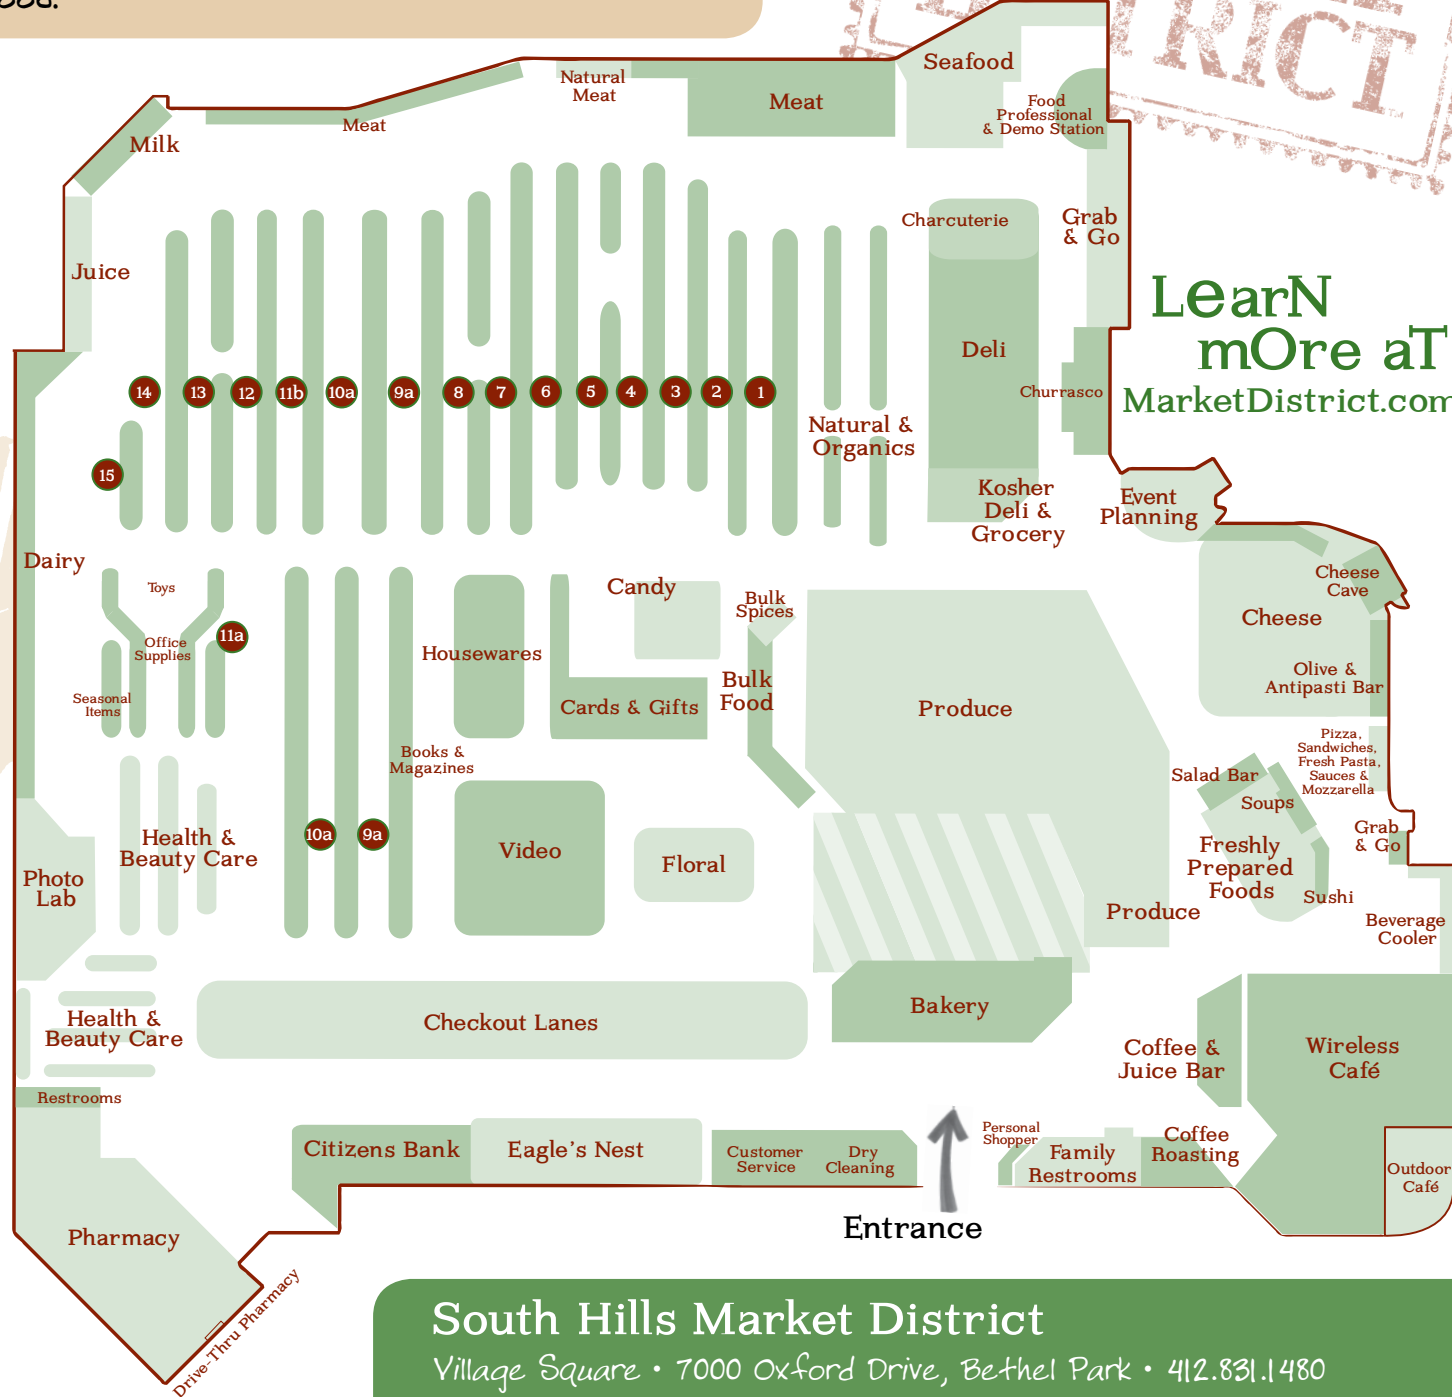 RICT
Seafood
Natural
Meat
Meat
Food
Professional
& Demo Station
Meat
Milk
Charcuterie
Grab
& Go
Juice
LearN
mOre aT
MarketDistrict.com
Deli
Churrasco
14
13
12
11b
10a
9a
8
7
6
5
4
3
2
1
Natural &
Organics
15
Kosher
Deli &
Grocery
Event
Planning
Dairy
Toys
Candy
Bulk
Spices
Cheese
Cave
Cheese
Office
Supplies
11a
Housewares
Bulk
Food
Olive &
Antipasti Bar
Seasonal
Items
Cards & Gifts
Produce
Books &
Magazines
Pizza,
Sandwiches,
Fresh Pasta,
Sauces &
Mozzarella
Salad Bar
Soups
Health &
Beauty Care
10a
9a
Video
Floral
Grab
& Go
Freshly
Prepared
Foods
Photo
Lab
Sushi
Produce
Beverage
Cooler
Health &
Beauty Care
Checkout Lanes
Bakery
Coffee &
Juice Bar
Wireless
Café
Restrooms
Citizens Bank
Eagle's Nest
Customer
Service
Dry
Cleaning
Personal
Shopper
Family
Restrooms
Coffee
Roasting
Outdoor
Café
Entrance
Pharmacy
Drive-Thru Pharmacy
South Hills Market District
Village Square • 7000 Oxford Drive, Bethel Park • 412.831.1480